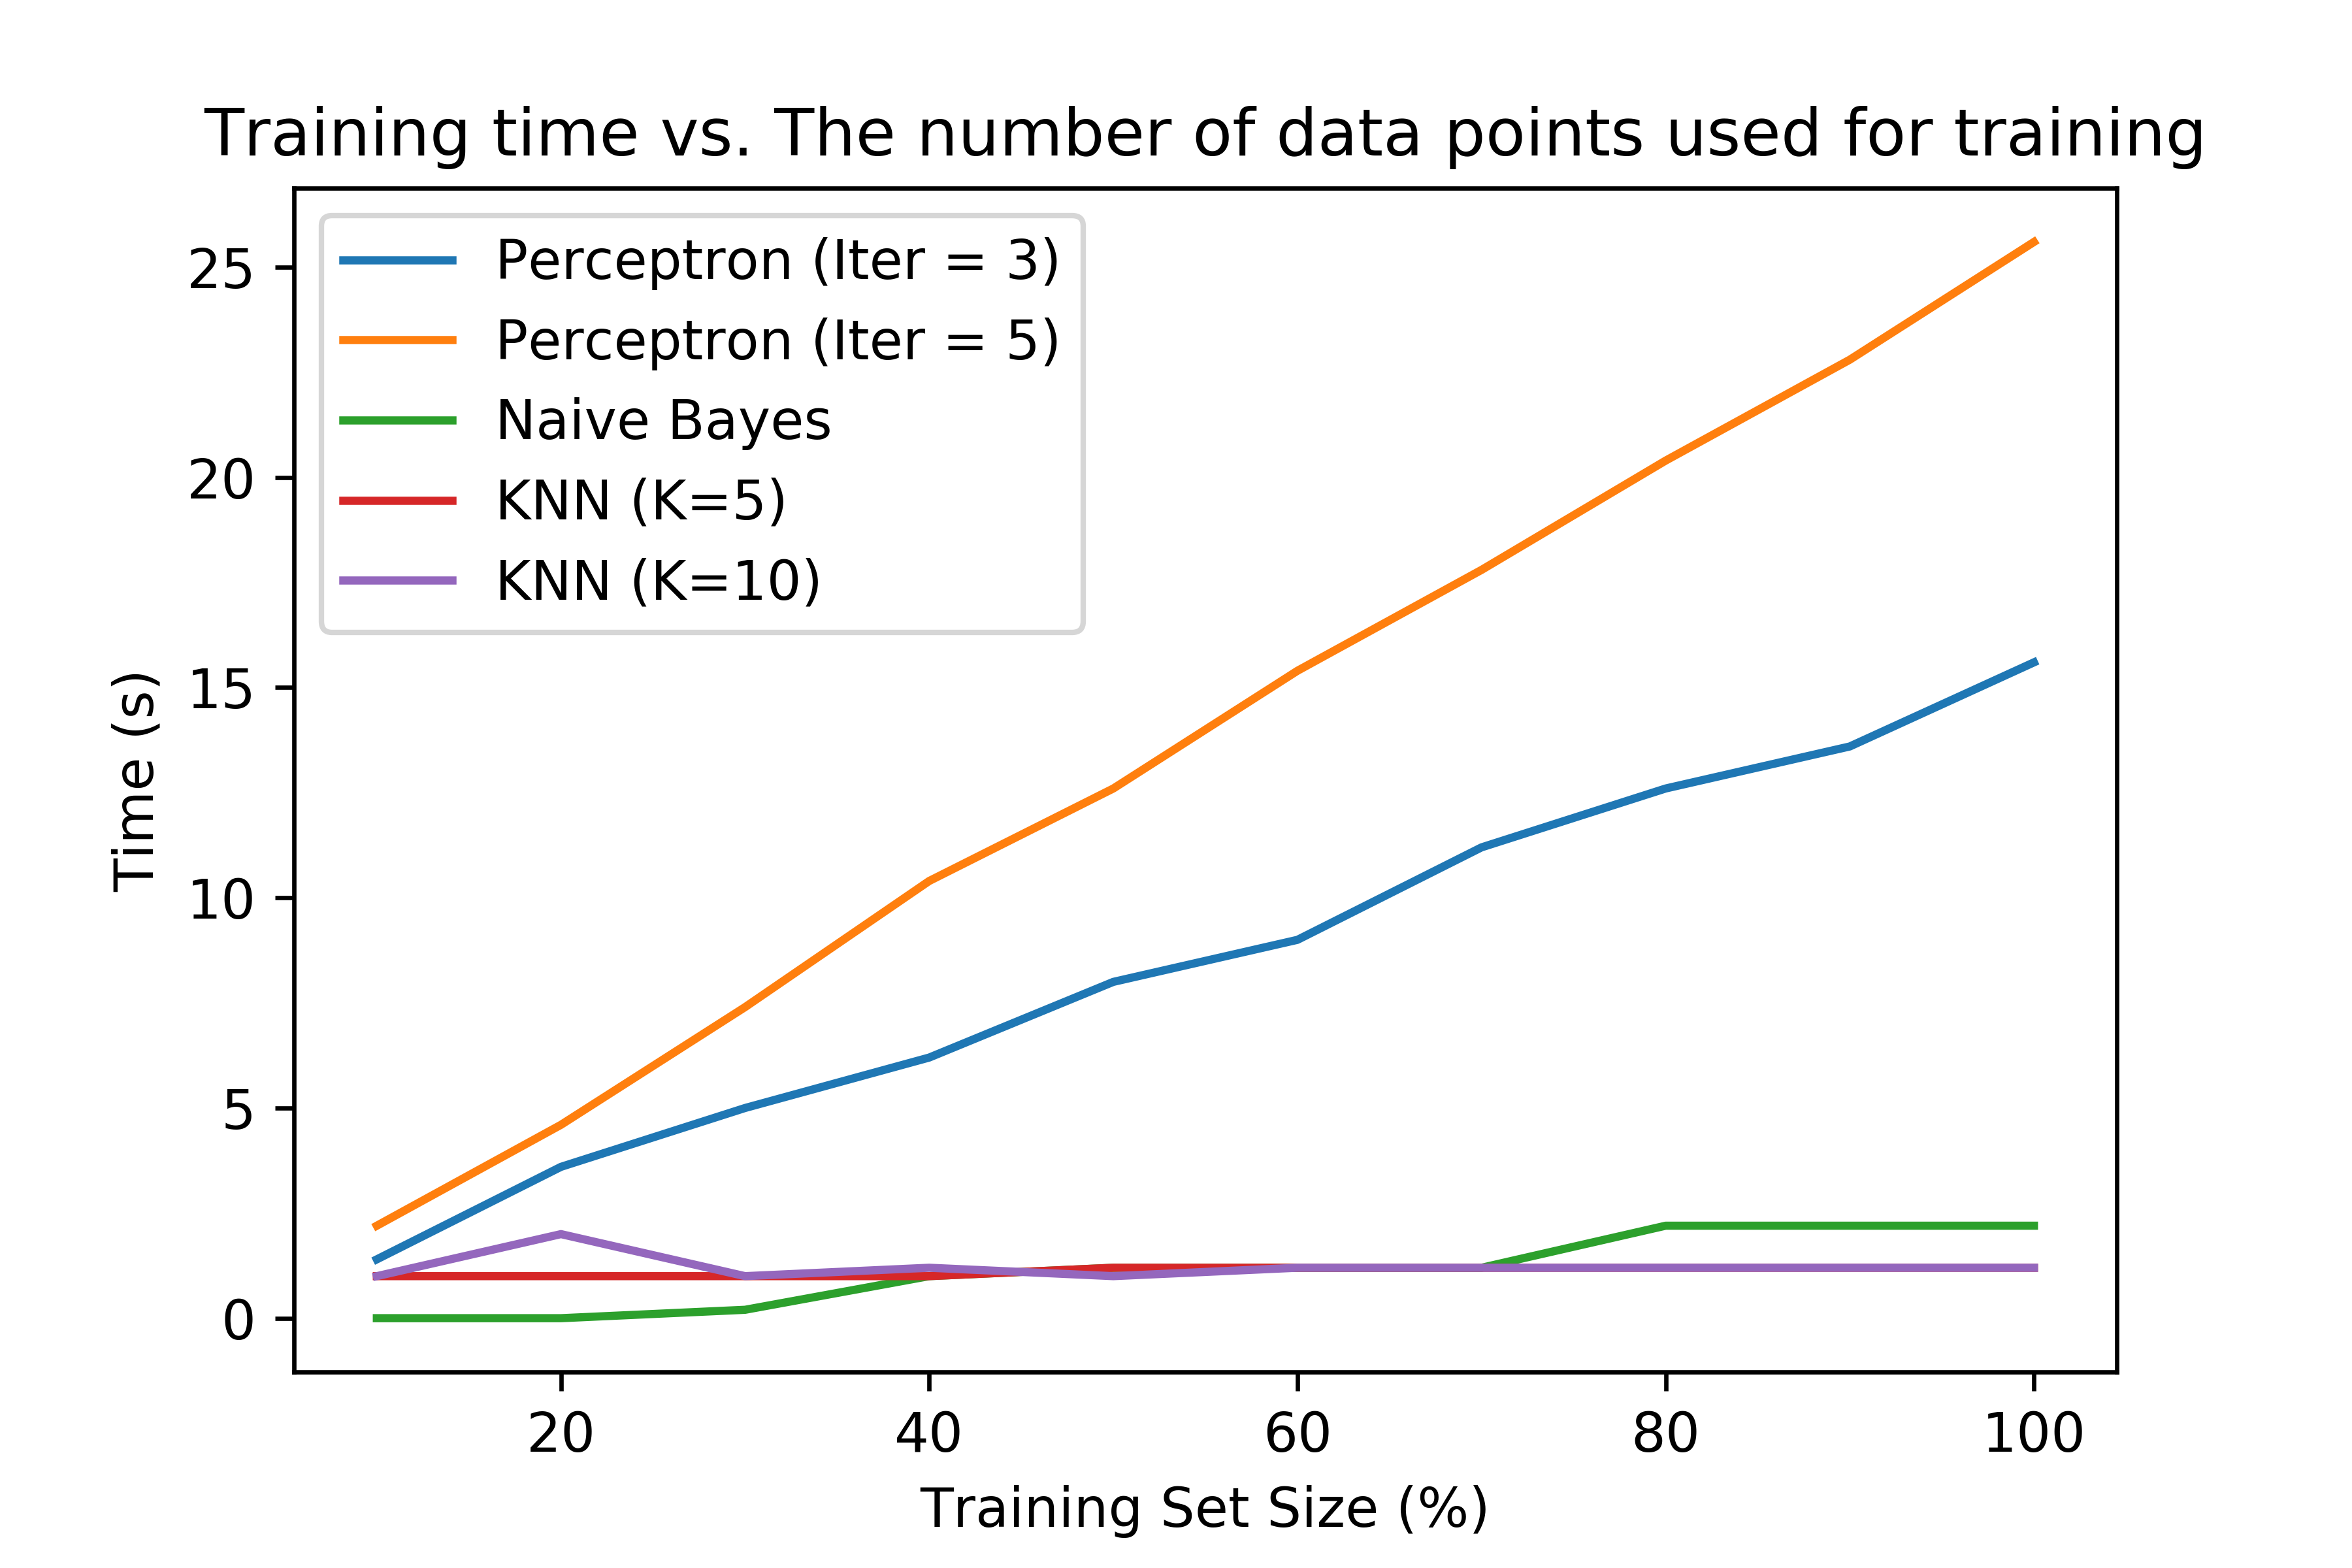 Training time vs. The number of data points used for training
Perceptron (Iter = 3)
Perceptron (Iter = 5)
Naive Bayes
KNN (K=5)
KNN (K=10)
Time (s)
25
20
15
10
5
0
20 40 60 80 100
Training Set Size (%)